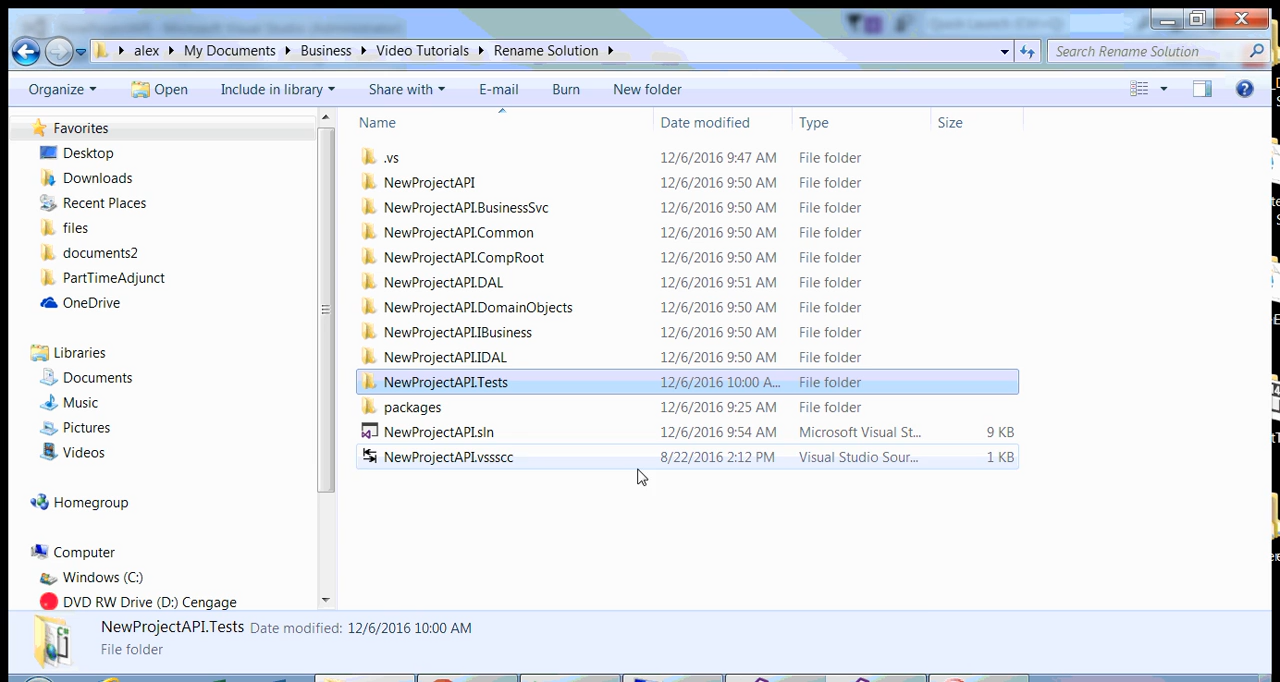 alex My Documents Business Video Tutorials Rename Solution Search Rename Solution
Organize Open Include in library Share with E-mail Burn New folder
Name Date modified Type Size
Favorites
Desktop
Downloads
Recent Places
files
documents2
PartTimeAdjunct
OneDrive
Libraries
Documents
Music
Pictures
Videos
Homegroup
Computer
Windows (C:)
DVD RW Drive (D:) Cengage
.vs 12/6/2016 9:47 AM File folder
NewProjectAPI 12/6/2016 9:50 AM File folder
NewProjectAPI.BusinessSvc 12/6/2016 9:50 AM File folder
NewProjectAPI.Common 12/6/2016 9:50 AM File folder
NewProjectAPI.CompRoot 12/6/2016 9:50 AM File folder
NewProjectAPI.DAL 12/6/2016 9:51 AM File folder
NewProjectAPI.DomainObjects 12/6/2016 9:50 AM File folder
NewProjectAPI.IBusiness 12/6/2016 9:50 AM File folder
NewProjectAPI.IDAL 12/6/2016 9:50 AM File folder
NewProjectAPI.Tests 12/6/2016 10:00 A... File folder
packages 12/6/2016 9:25 AM File folder
NewProjectAPI.sln 12/6/2016 9:54 AM Microsoft Visual St... 9 KB
NewProjectAPI.vssscc 8/22/2016 2:12 PM Visual Studio Sour... 1 KB
NewProjectAPI.Tests Date modified: 12/6/2016 10:00 AM
File folder